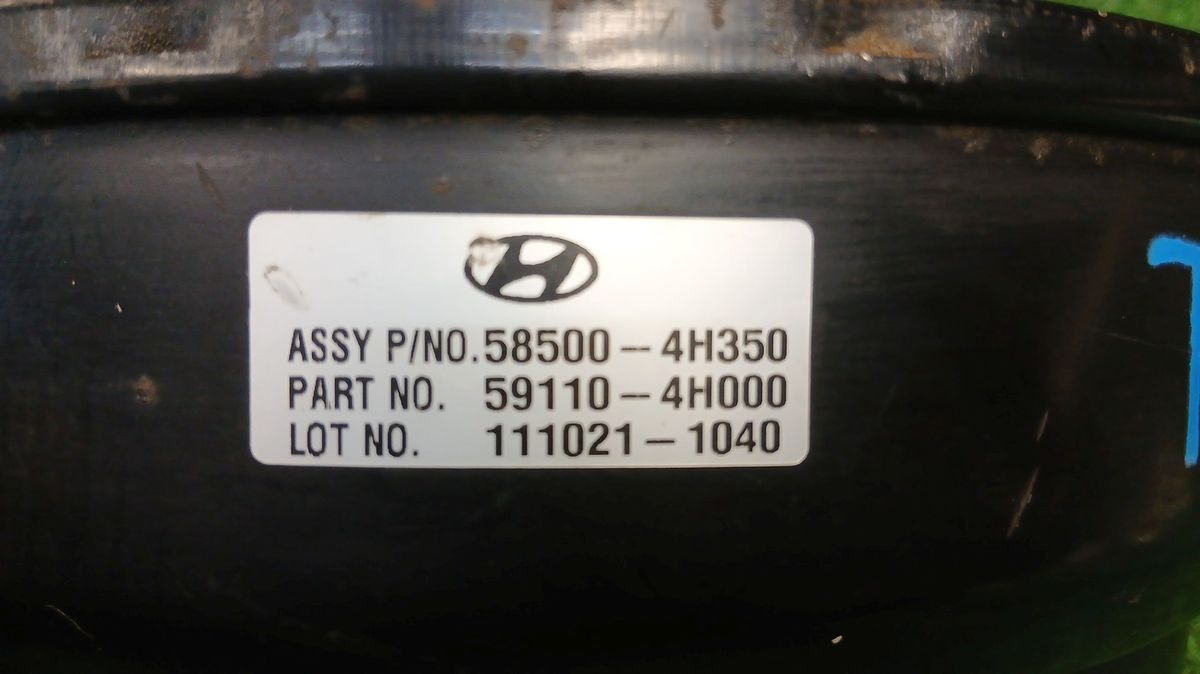 ASSY P/NO. 58500-4H350
PART NO. 59110-4H000
LOT NO. 111021-1040